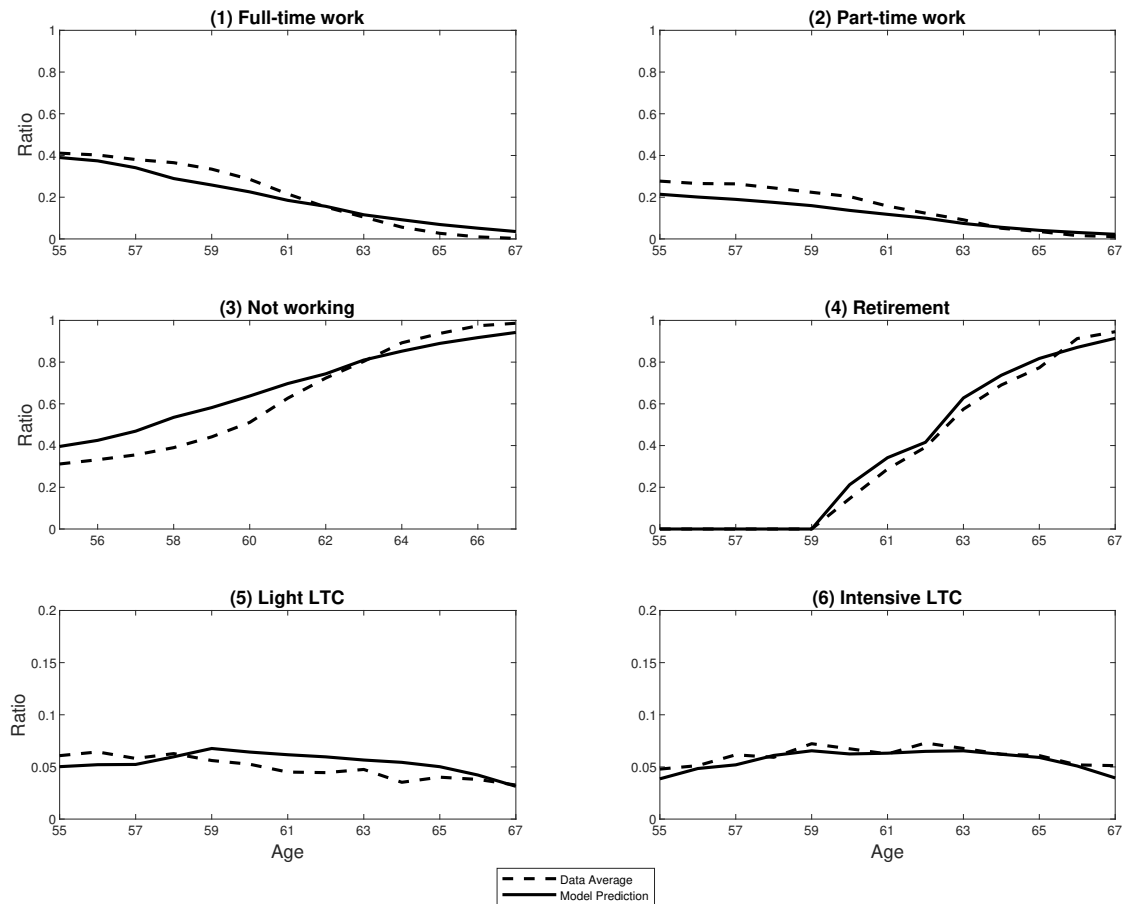 (1) Full-time work
1
0.8
0.6
0.4
0.2
0
Ratio
55 57 59 61 63 65 67
(2) Part-time work
1
0.8
0.6
0.4
0.2
0
55 57 59 61 63 65 67
(3) Not working
1
0.8
0.6
0.4
0.2
0
Ratio
56 58 60 62 64 66
(4) Retirement
1
0.8
0.6
0.4
0.2
0
55 57 59 61 63 65 67
(5) Light LTC
0.2
0.15
0.1
0.05
0
Ratio
55 57 59 61 63 65 67
Age
(6) Intensive LTC
0.2
0.15
0.1
0.05
0
55 57 59 61 63 65 67
Age
Data Average
Model Prediction